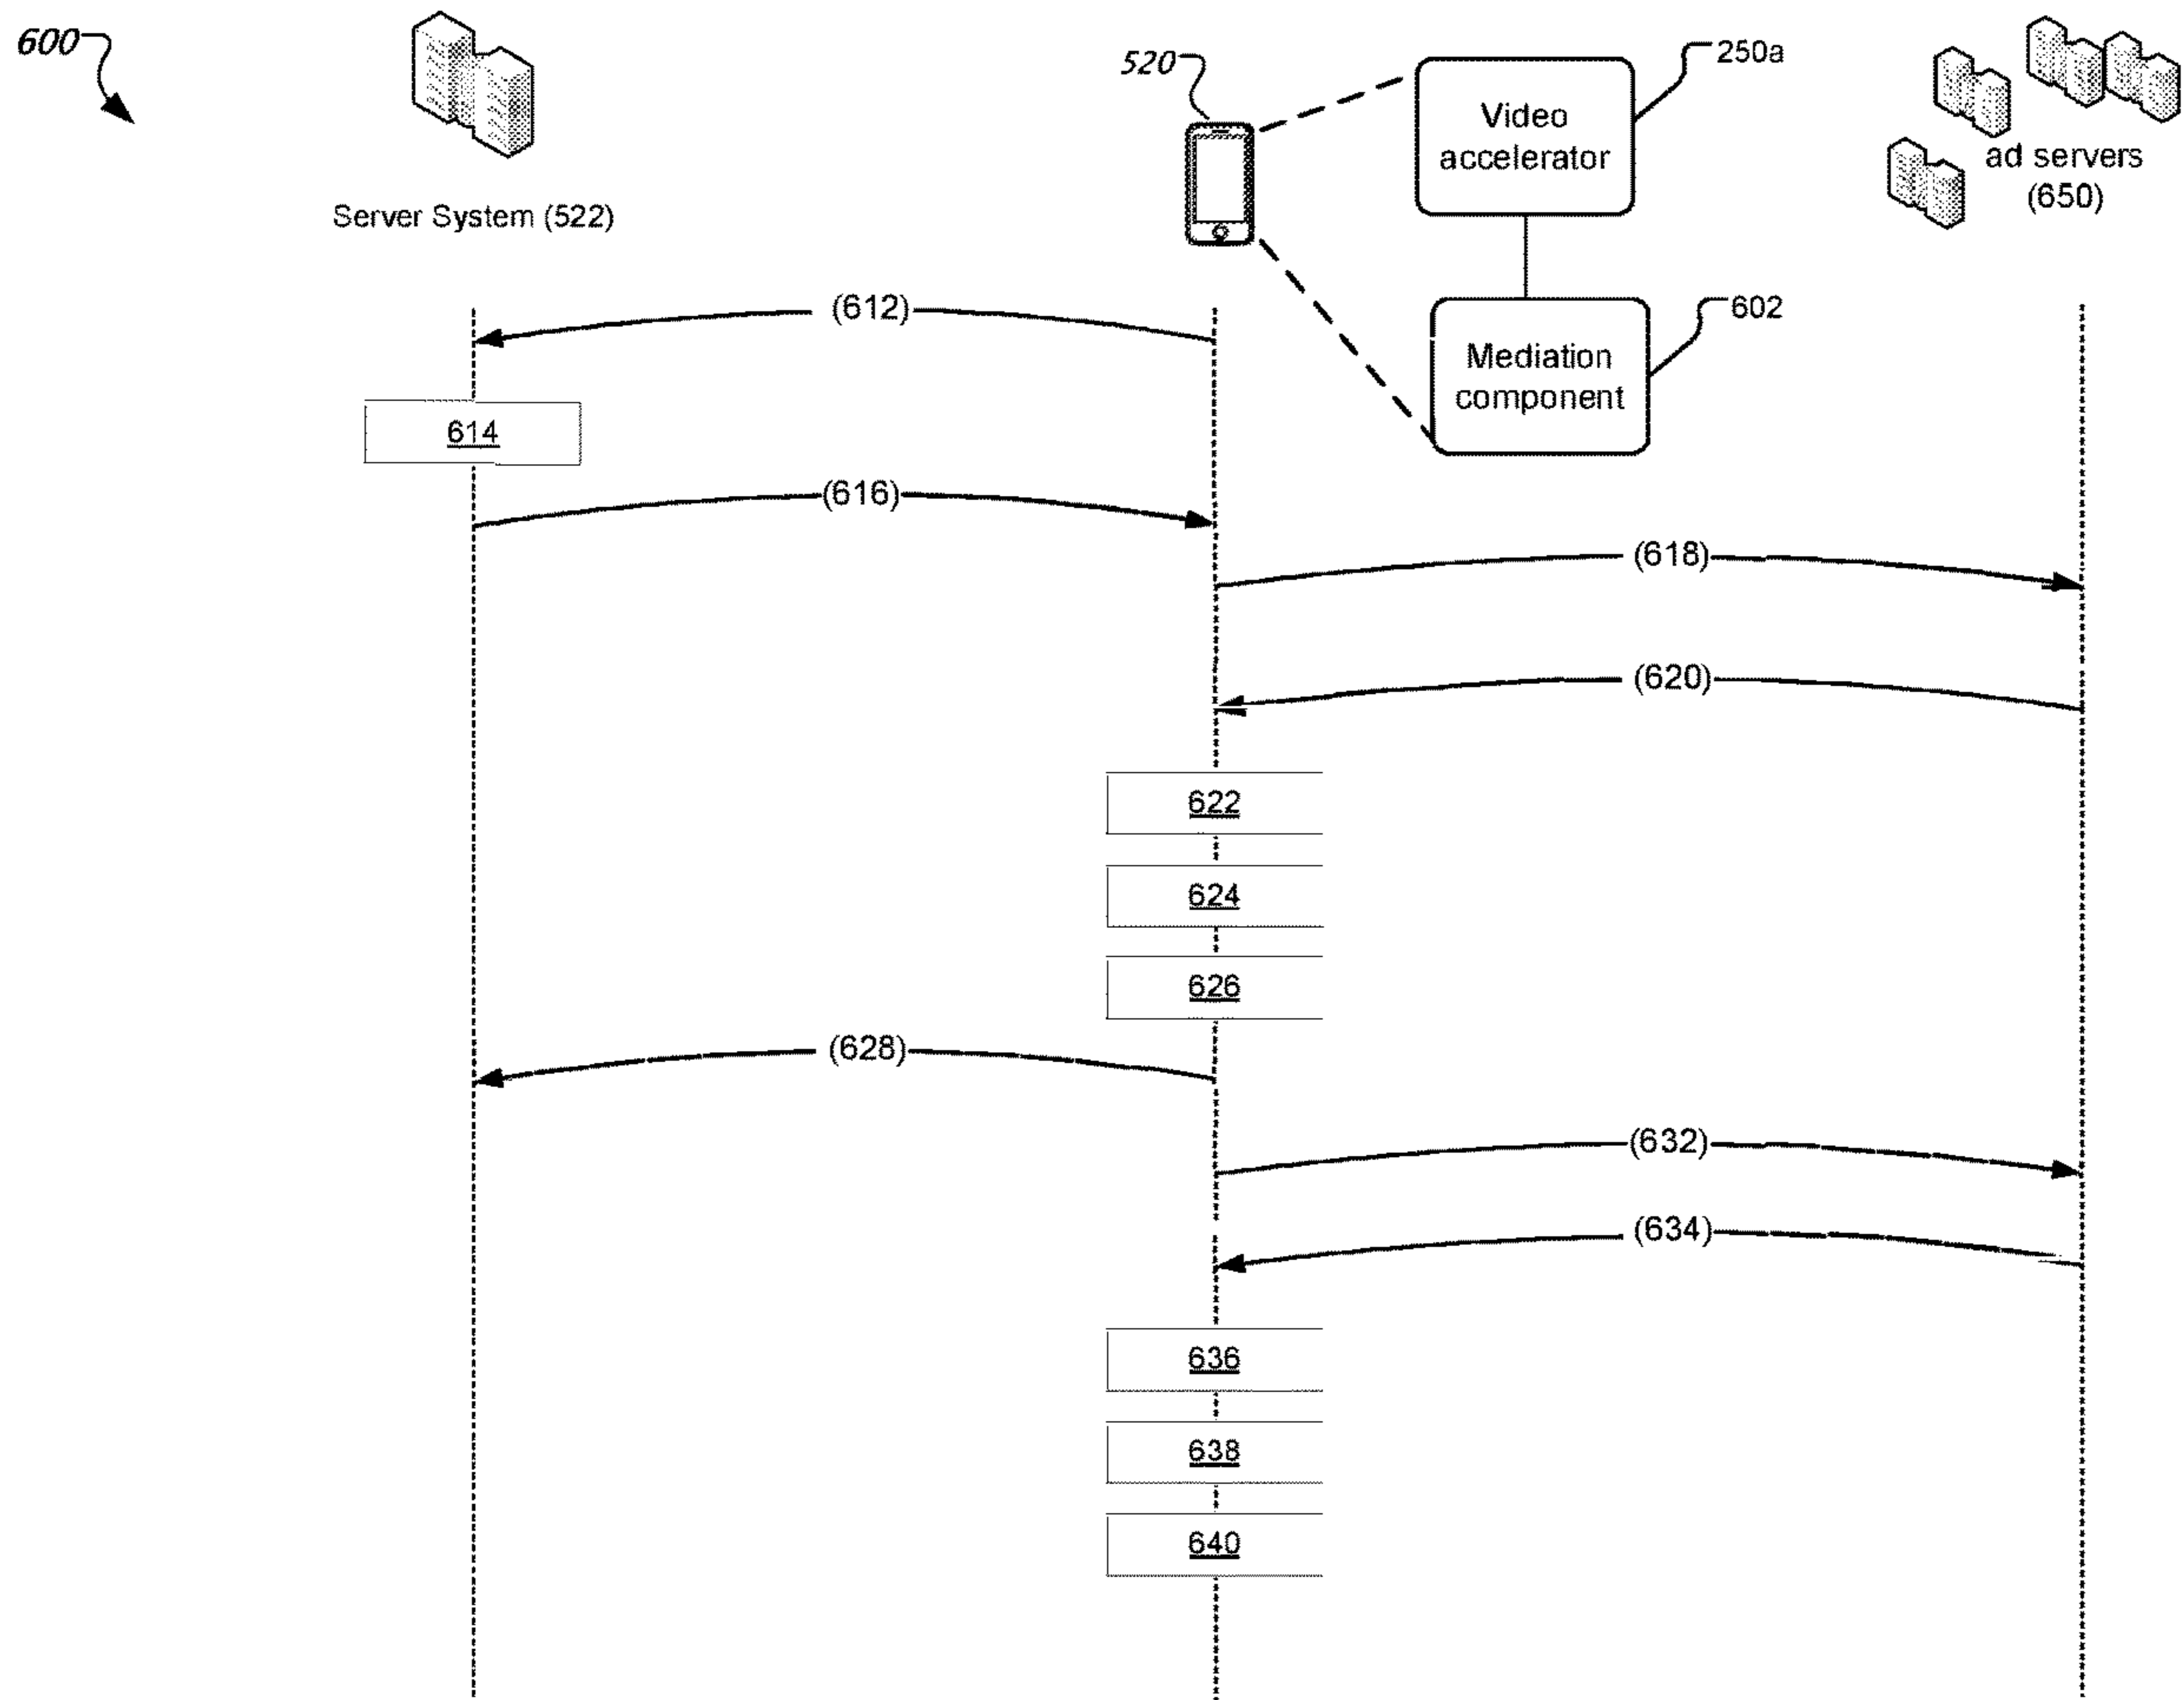 600
520
250a
Video
accelerator
ad servers
(650)
Server System (522)
(612)
602
Mediation
component
614
(616)
(618)
(620)
622
624
626
(628)
(632)
(634)
636
638
640